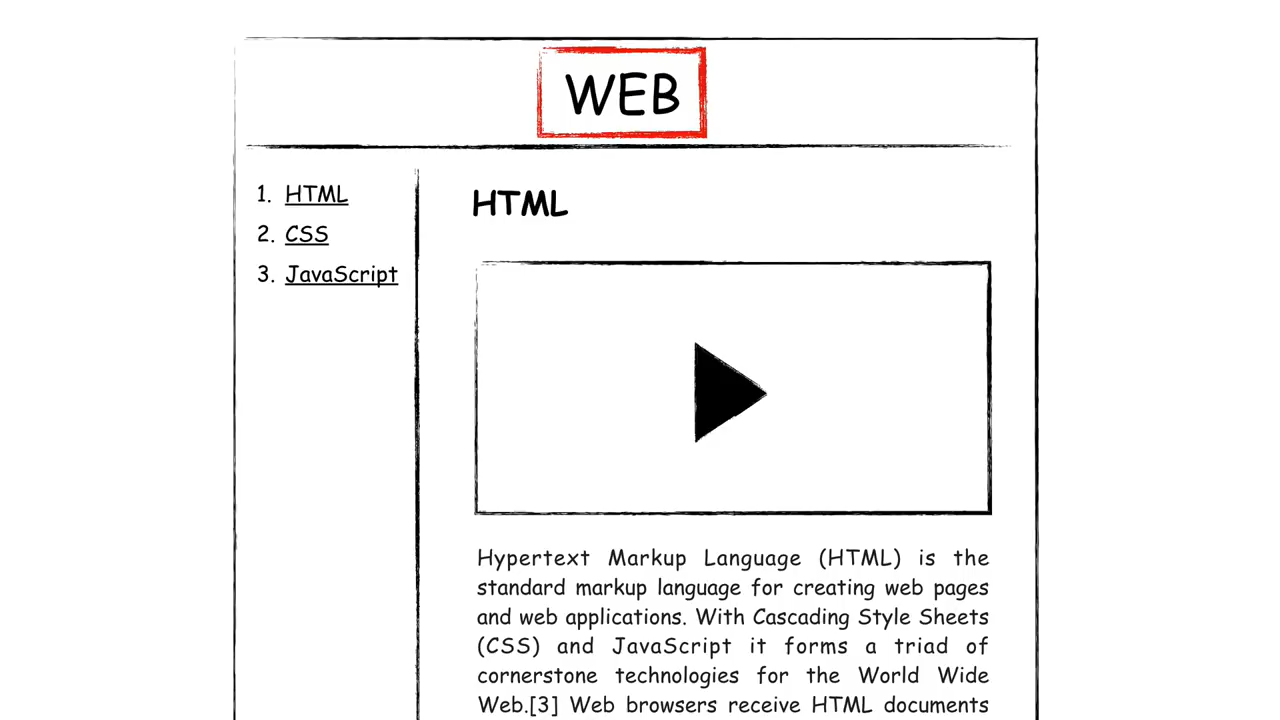 WEB
1. HTML
2. CSS
3. JavaScript
HTML
Hypertext Markup Language (HTML) is the
standard markup language for creating web pages
and web applications. With Cascading Style Sheets
(CSS) and JavaScript it forms a triad of
cornerstone technologies for the World Wide
Web.[3] Web browsers receive HTML documents